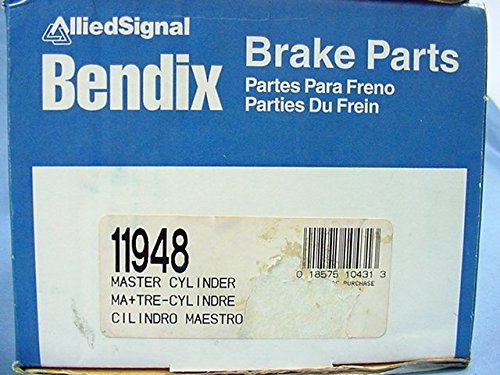 AlliedSignal
Bendix
Brake Parts
Partes Para Freno
Parties Du Frein
11948
MASTER CYLINDER
MA+TRE-CYLINDRE
CILINDRO MAESTRO
0 18575 10431 3
PURCHASE